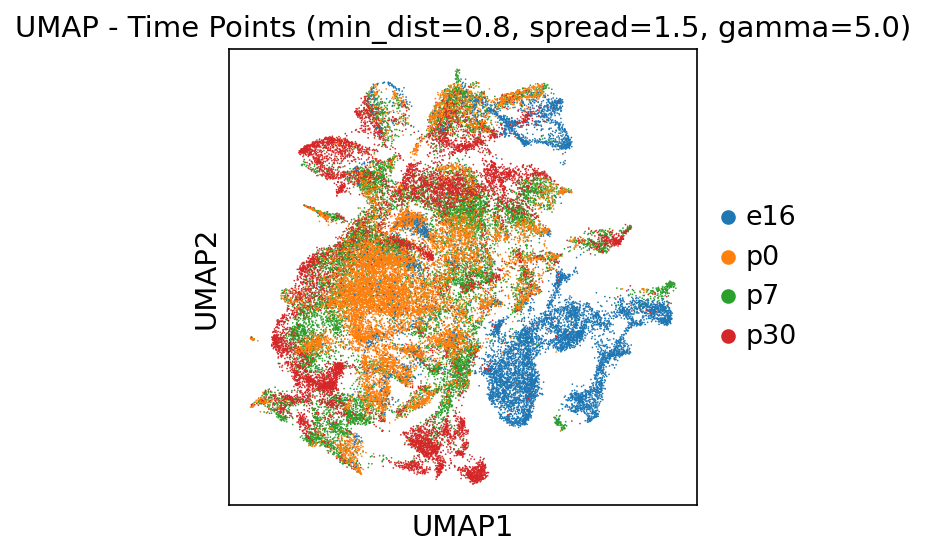 UMAP - Time Points (min_dist=0.8, spread=1.5, gamma=5.0)
UMAP2
e16
p0
p7
p30
UMAP1